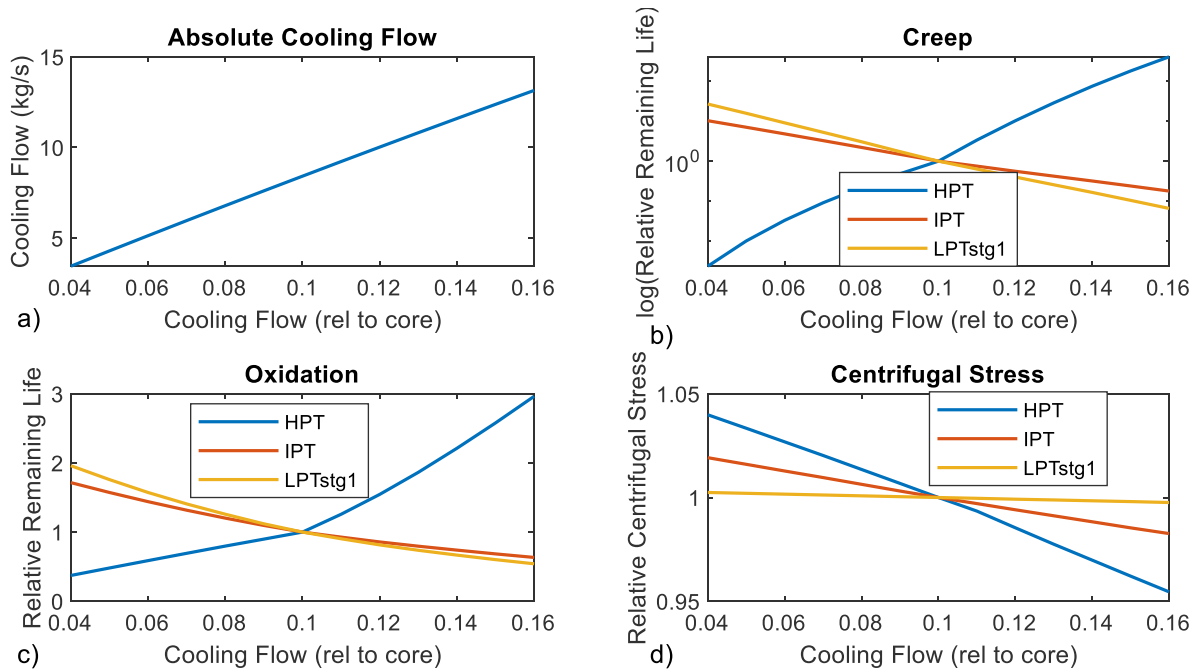 Absolute Cooling Flow
15
10
5
Cooling Flow (kg/s)
0.04 0.06 0.08 0.1 0.12 0.14 0.16
Cooling Flow (rel to core)
a)
Creep
10^0
log(Relative Remaining Life)
HPT
IPT
LPTstg1
0.04 0.06 0.08 0.1 0.12 0.14 0.16
Cooling Flow (rel to core)
b)
Oxidation
3
2
1
0
Relative Remaining Life
HPT
IPT
LPTstg1
0.04 0.06 0.08 0.1 0.12 0.14 0.16
Cooling Flow (rel to core)
c)
Centrifugal Stress
1.05
1
0.95
Relative Centrifugal Stress
HPT
IPT
LPTstg1
0.04 0.06 0.08 0.1 0.12 0.14 0.16
Cooling Flow (rel to core)
d)